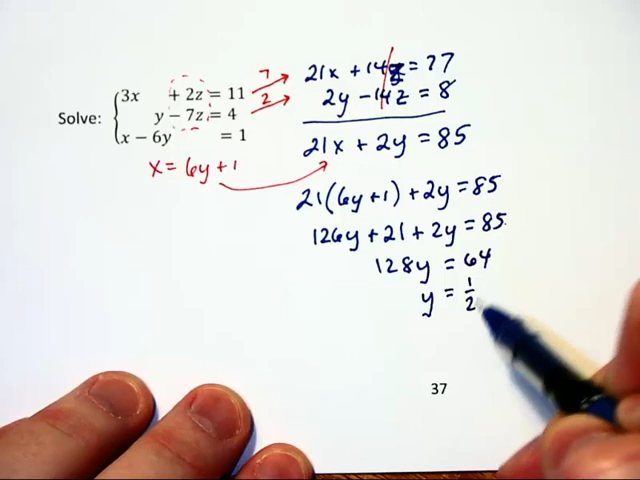 3x + 2z = 11
Solve: y − 7z = 4
x − 6y = 1
x = 6y + 1
7
2
21x + 14z = 77
2y − 14z = 8
21x + 2y = 85
21(6y+1) + 2y = 85
126y + 21 + 2y = 85
128y = 64
y = 1/2
37